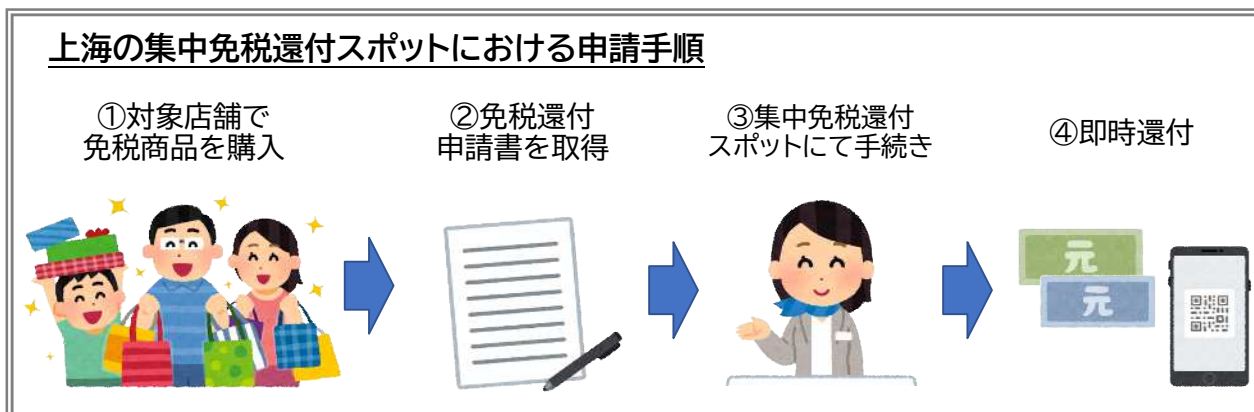 上海の集中免税還付スポットにおける申請手順
①対象店舗で
免税商品を購入
②免税還付
申請書を取得
③集中免税還付
スポットにて手続き
④即時還付
元
元